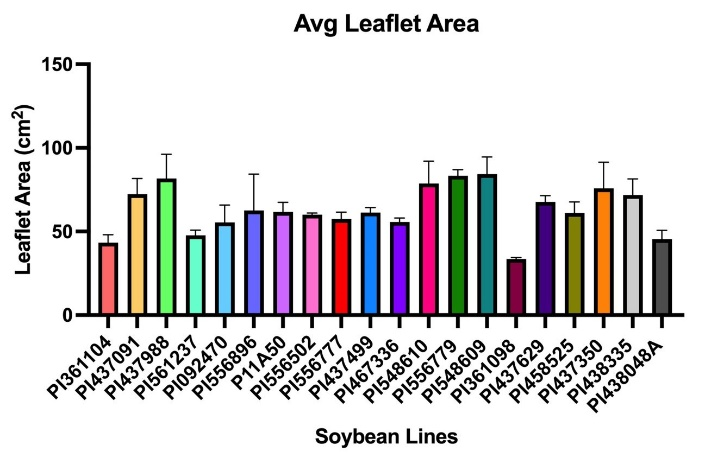 Avg Leaflet Area
Leaflet Area (cm²)
150
100
50
0
PI361104
PI437091
PI437988
PI561237
PI092470
PI556896
P11A50
PI556502
PI556777
PI437499
PI467336
PI548610
PI556779
PI548609
PI361098
PI437629
PI458525
PI437350
PI438335
PI438048A
Soybean Lines